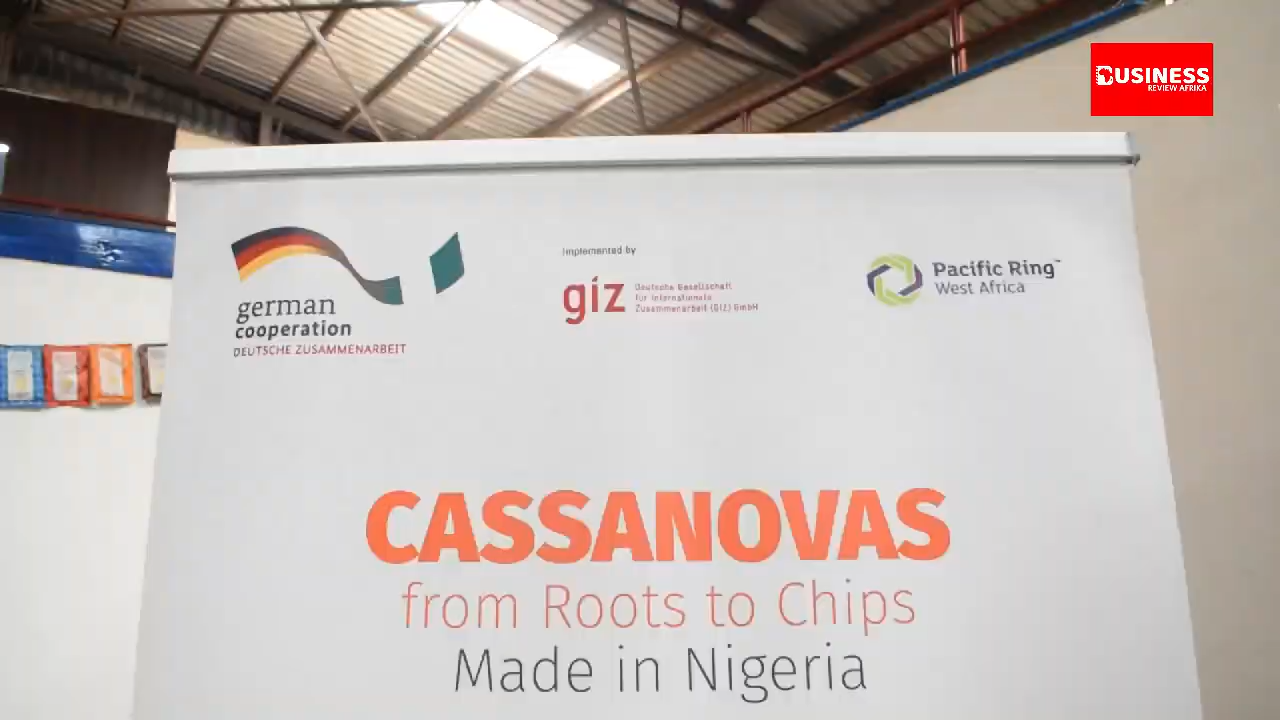 BUSINESS
REVIEW AFRIKA
german
cooperation
DEUTSCHE ZUSAMMENARBEIT
Implemented by
giz
Deutsche Gesellschaft
für Internationale
Zusammenarbeit (GIZ) GmbH
Pacific Ring™
West Africa
CASSANOVAS
from Roots to Chips
Made in Nigeria